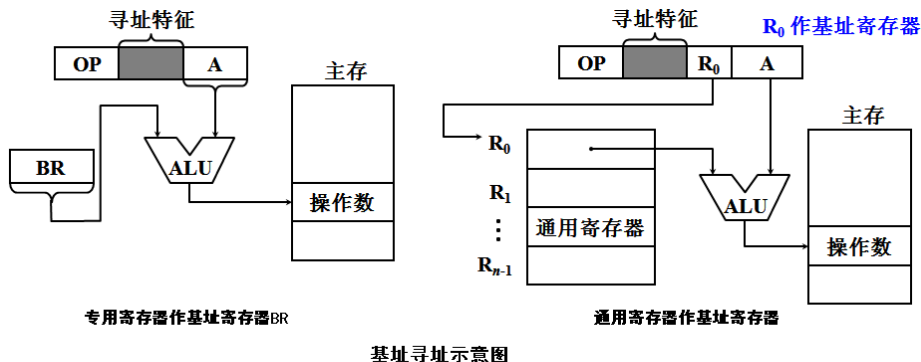 寻址特征
OP
A
主存
BR
ALU
操作数
专用寄存器作基址寄存器BR
寻址特征
R₀ 作基址寄存器
OP
R₀
A
主存
R₀
R₁
⋮
Rₙ₋₁
通用寄存器
ALU
操作数
通用寄存器作基址寄存器
基址寻址示意图